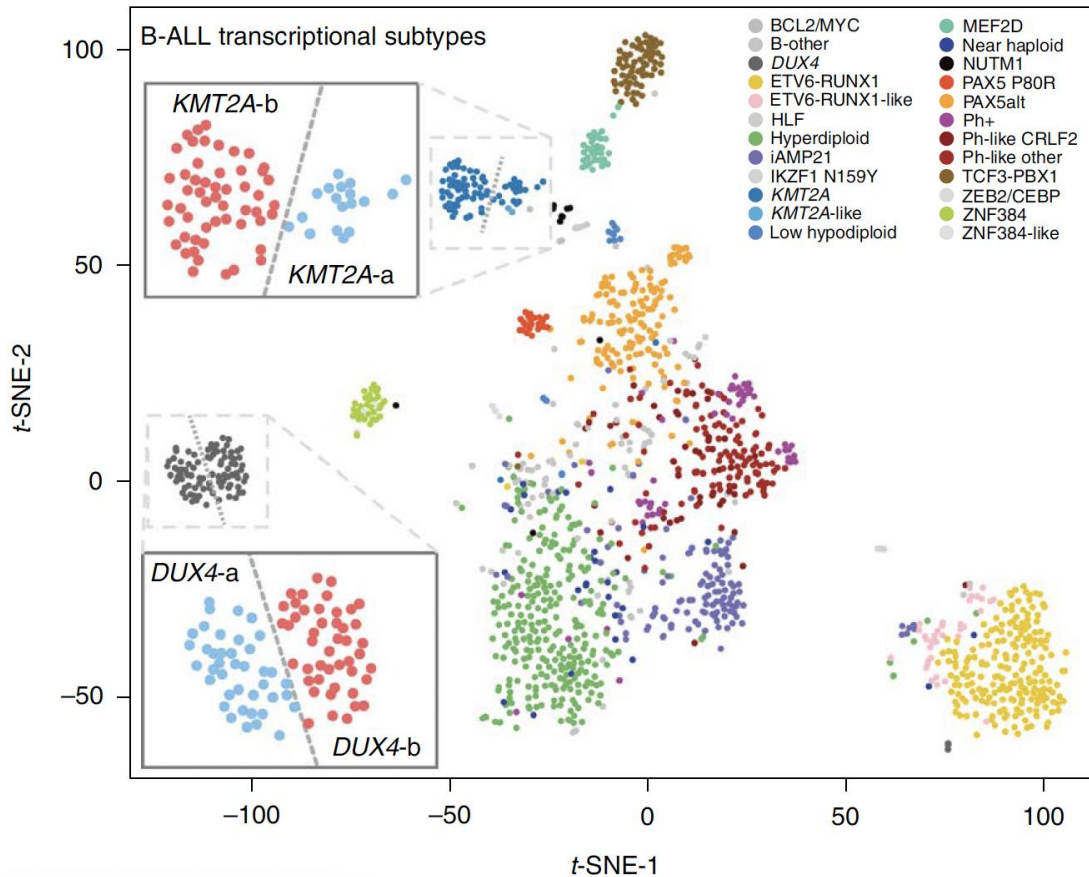 B-ALL transcriptional subtypes
KMT2A-b
KMT2A-a
DUX4-a
DUX4-b
BCL2/MYC
B-other
DUX4
ETV6-RUNX1
ETV6-RUNX1-like
HLF
Hyperdiploid
iAMP21
IKZF1 N159Y
KMT2A
KMT2A-like
Low hypodiploid
MEF2D
Near haploid
NUTM1
PAX5 P80R
PAX5alt
Ph+
Ph-like CRLF2
Ph-like other
TCF3-PBX1
ZEB2/CEBP
ZNF384
ZNF384-like
100
50
0
−50
t-SNE-2
−100
−50
0
50
100
t-SNE-1